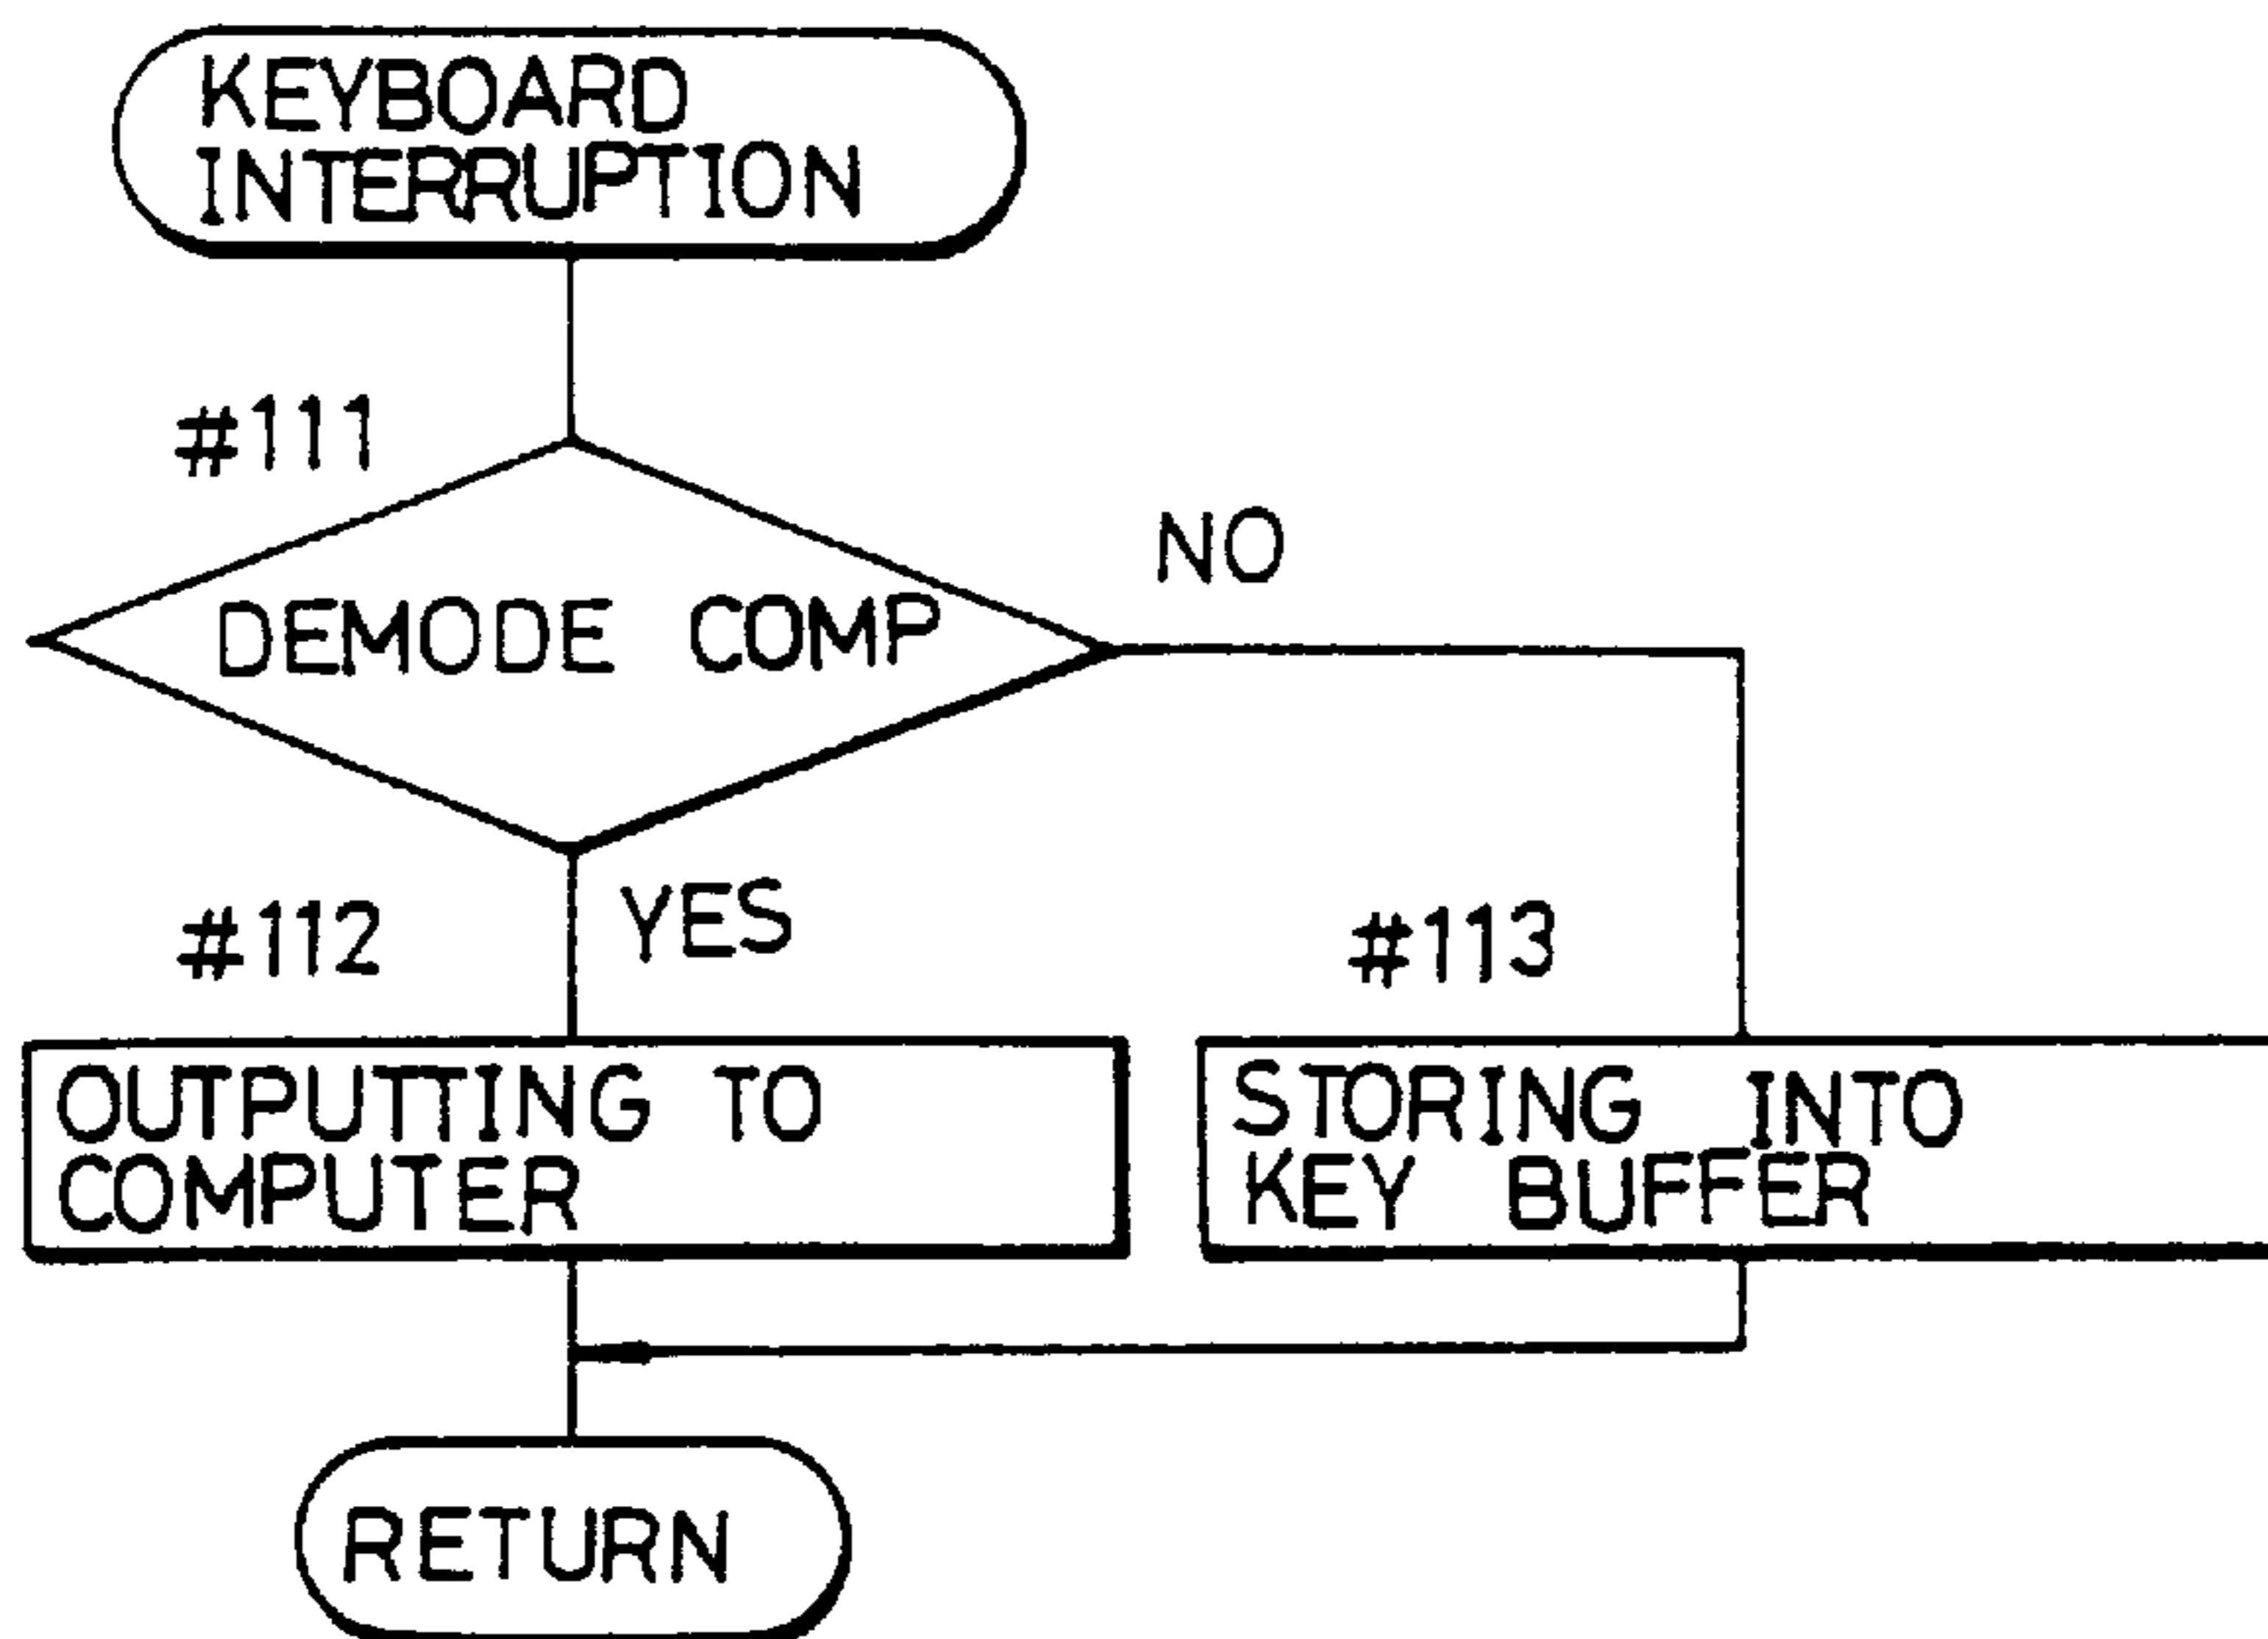 KEYBOARD
INTERRUPTION
#111
DEMODE COMP
NO
#112
YES
#113
OUTPUTTING TO
COMPUTER
STORING INTO
KEY BUFFER
RETURN